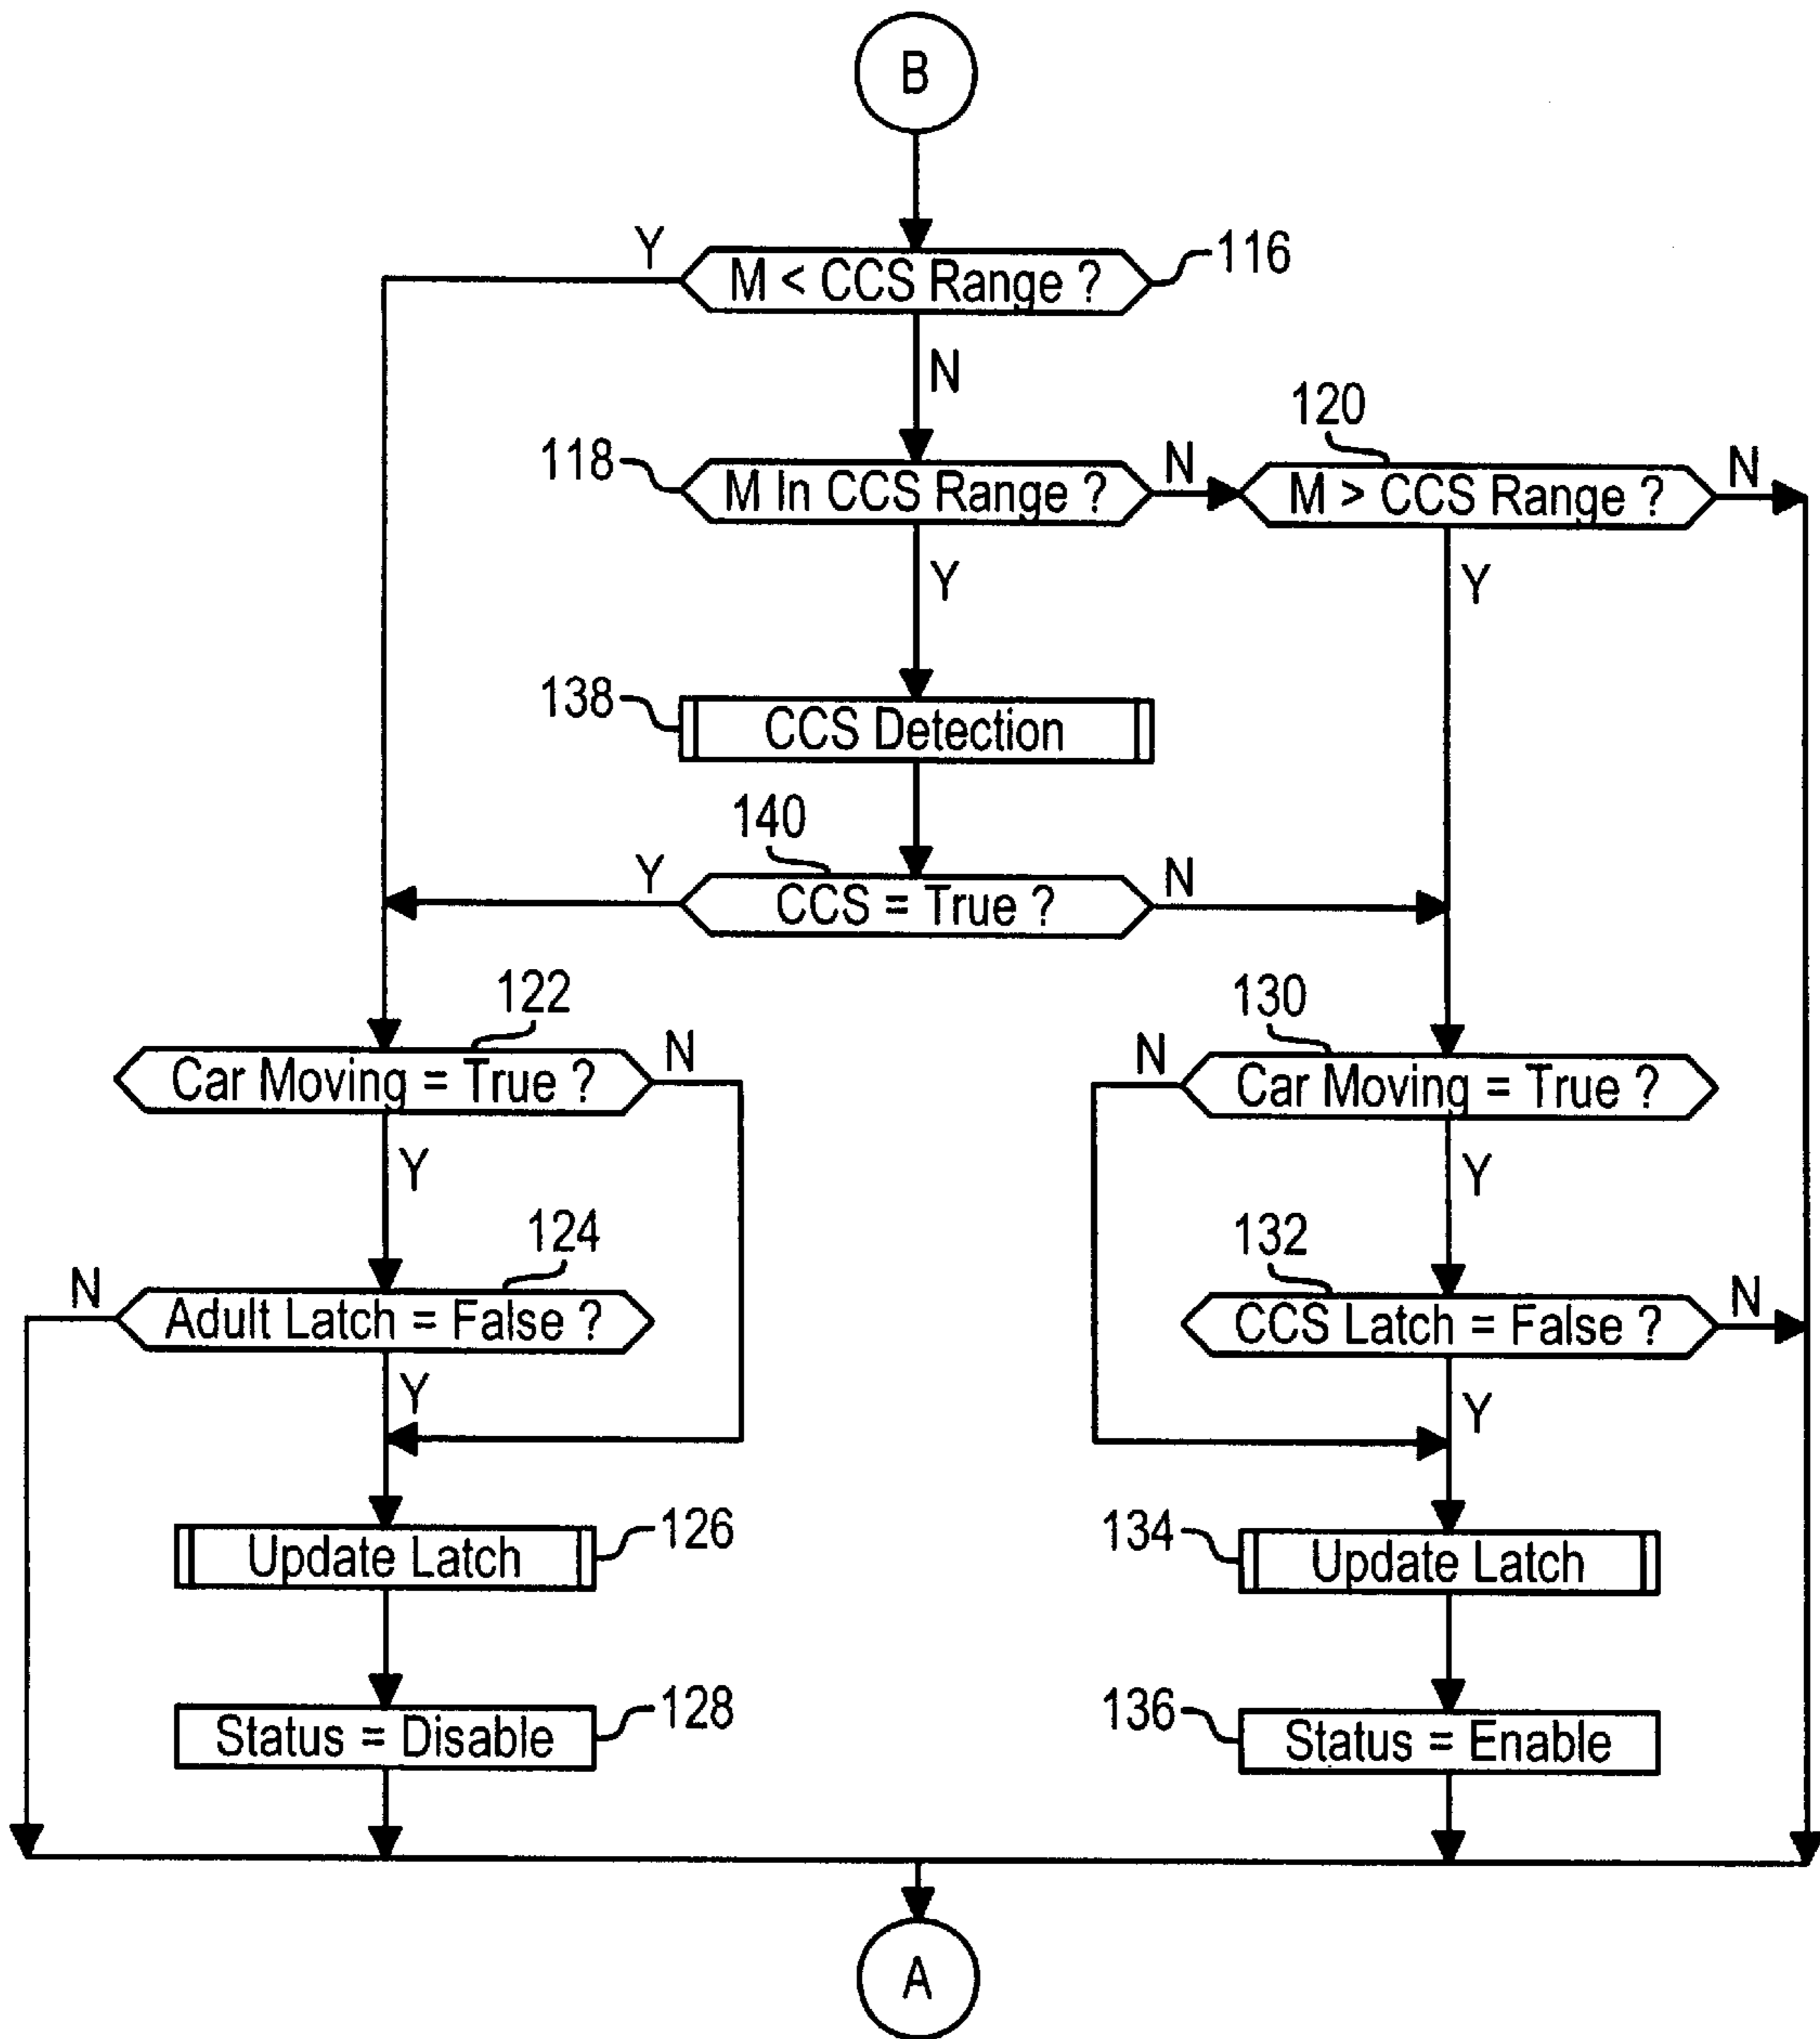 B
Y
M < CCS Range ?
116
N
120
118
M In CCS Range ?
N
M > CCS Range ?
N
Y
Y
138
CCS Detection
140
Y
CCS = True ?
N
122
130
Car Moving = True ?
N
N
Car Moving = True ?
Y
Y
124
132
N
Adult Latch = False ?
CCS Latch = False ?
N
Y
Y
Update Latch
126
134
Update Latch
Status = Disable
128
136
Status = Enable
A